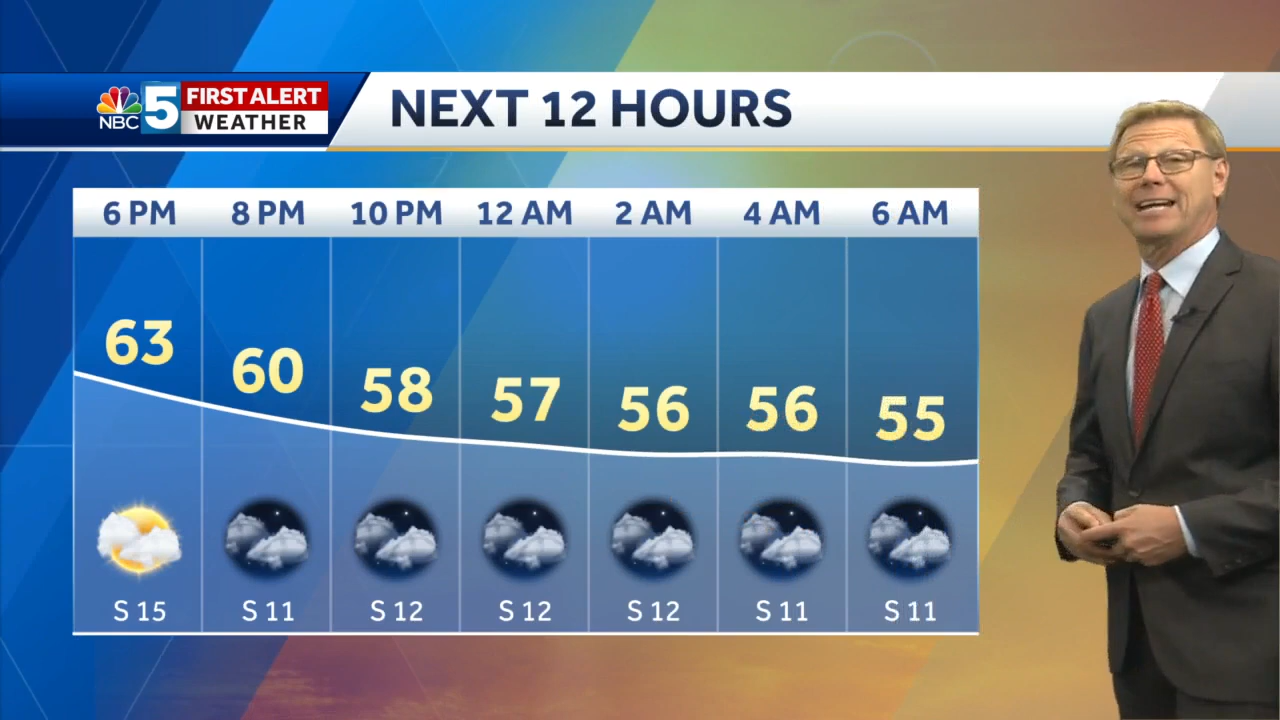 NBC 5 FIRST ALERT WEATHER
NEXT 12 HOURS
6 PM 8 PM 10 PM 12 AM 2 AM 4 AM 6 AM
63 60 58 57 56 56 55
S 15 S 11 S 12 S 12 S 12 S 11 S 11